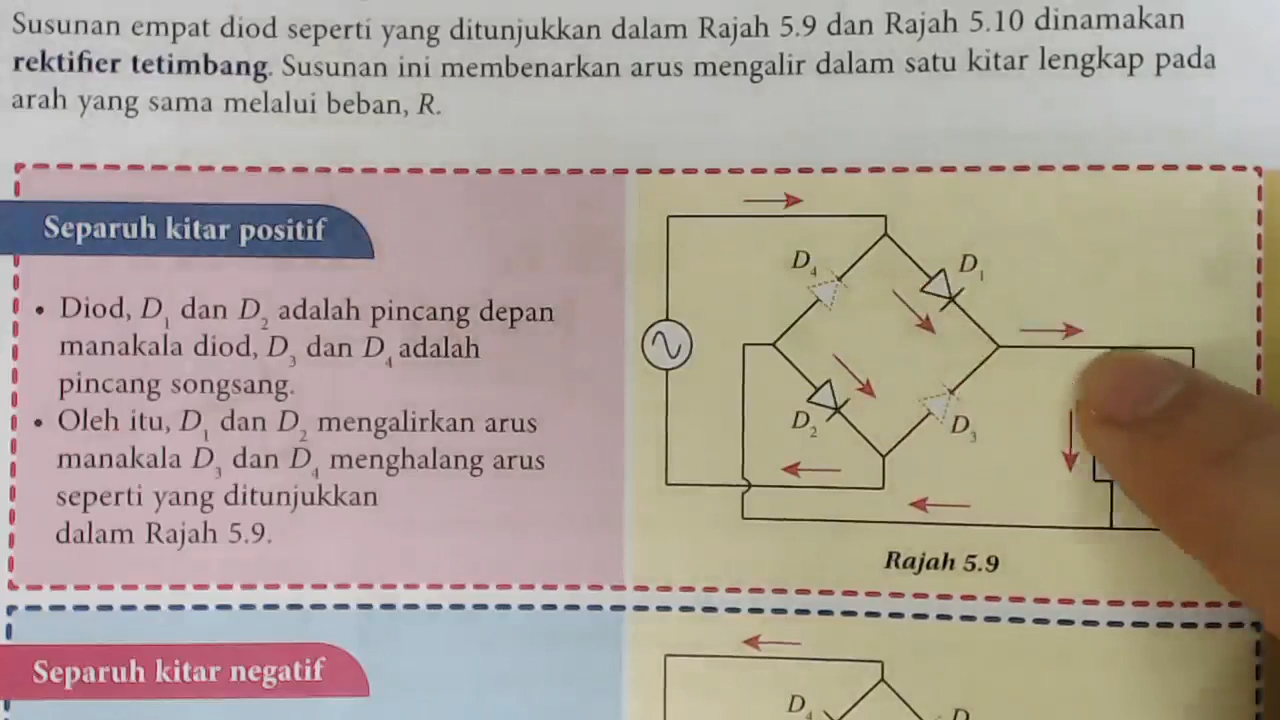 Susunan empat diod seperti yang ditunjukkan dalam Rajah 5.9 dan Rajah 5.10 dinamakan
rektifier tetimbang. Susunan ini membenarkan arus mengalir dalam satu kitar lengkap pada
arah yang sama melalui beban, R.
Separuh kitar positif
• Diod, D₁ dan D₂ adalah pincang depan
manakala diod, D₃ dan D₄ adalah
pincang songsang.
• Oleh itu, D₁ dan D₂ mengalirkan arus
manakala D₃ dan D₄ menghalang arus
seperti yang ditunjukkan
dalam Rajah 5.9.
D₄
D₁
D₂
D₃
Rajah 5.9
Separuh kitar negatif
D₄